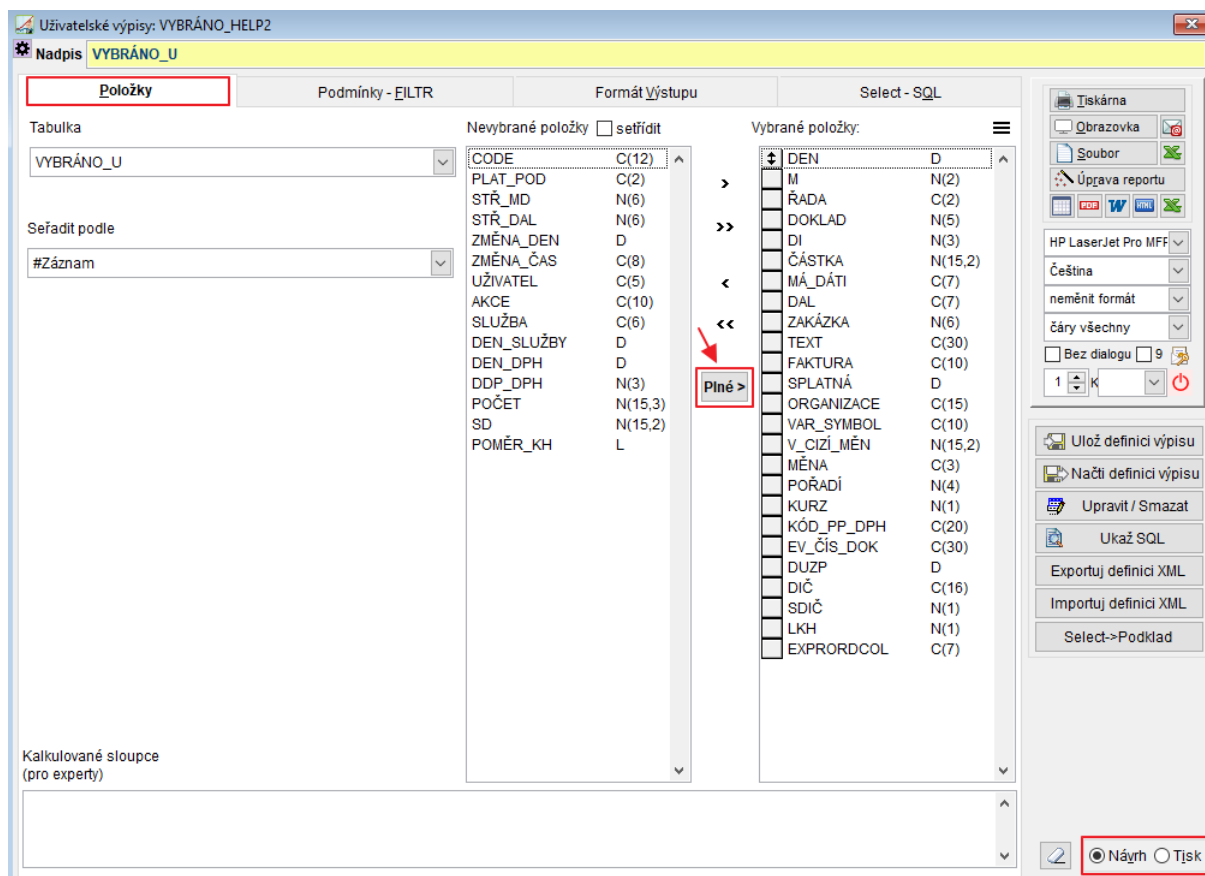 Uživatelské výpisy: VYBRÁNO_HELP2
Nadpis VYBRÁNO_U
Položky
Podmínky - FILTR
Formát Výstupu
Select - SQL
Tabulka
VYBRÁNO_U
Seřadit podle
#Záznam
Nevybrané položky setřídit
CODE C(12)
PLAT_POD C(2)
STŘ_MD N(6)
STŘ_DAL N(6)
ZMĚNA_DEN D
ZMĚNA_ČAS C(8)
UŽIVATEL C(5)
AKCE C(10)
SLUŽBA C(6)
DEN_SLUŽBY D
DEN_DPH D
DDP_DPH N(3)
POČET N(15,3)
SD N(15,2)
POMĚR_KH L
>
>>
<
<<
Plné >
Vybrané položky:
DEN D
M N(2)
ŘADA C(2)
DOKLAD N(5)
DI N(3)
ČÁSTKA N(15,2)
MÁ_DÁTI C(7)
DAL C(7)
ZAKÁZKA N(6)
TEXT C(30)
FAKTURA C(10)
SPLATNÁ D
ORGANIZACE C(15)
VAR_SYMBOL C(10)
V_CIZÍ_MĚN N(15,2)
MĚNA C(3)
POŘADÍ N(4)
KURZ N(1)
KÓD_PP_DPH C(20)
EV_ČÍS_DOK C(30)
DUZP D
DIČ C(16)
SDIČ N(1)
LKH N(1)
EXPRORDCOL C(7)
Kalkulované sloupce
(pro experty)
Tiskárna
Obrazovka
Soubor
Úprava reportu
PDF W HTML
HP LaserJet Pro MFF
Čeština
neměnit formát
čáry všechny
Bez dialogu 9
1 K
Ulož definici výpisu
Načti definici výpisu
Upravit / Smazat
Ukaž SQL
Exportuj definici XML
Importuj definici XML
Select->Podklad
Návrh Tisk